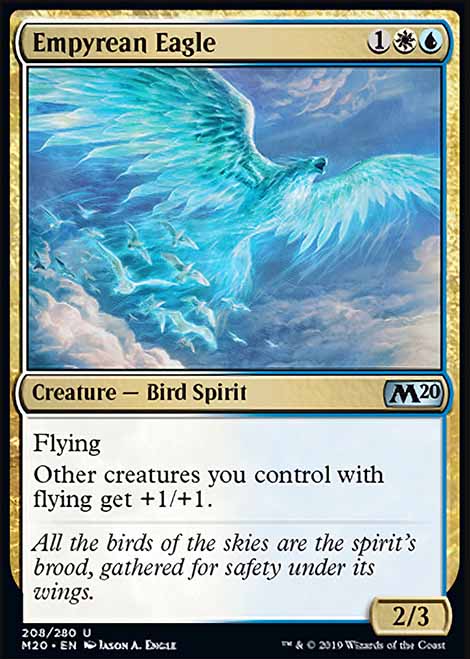 Empyrean Eagle 1
Creature — Bird Spirit M20
Flying
Other creatures you control with
flying get +1/+1.
All the birds of the skies are the spirit's
brood, gathered for safety under its
wings.
2/3
208/280 U
M20 • EN Jason A. Engle ™ & © 2019 Wizards of the Coast